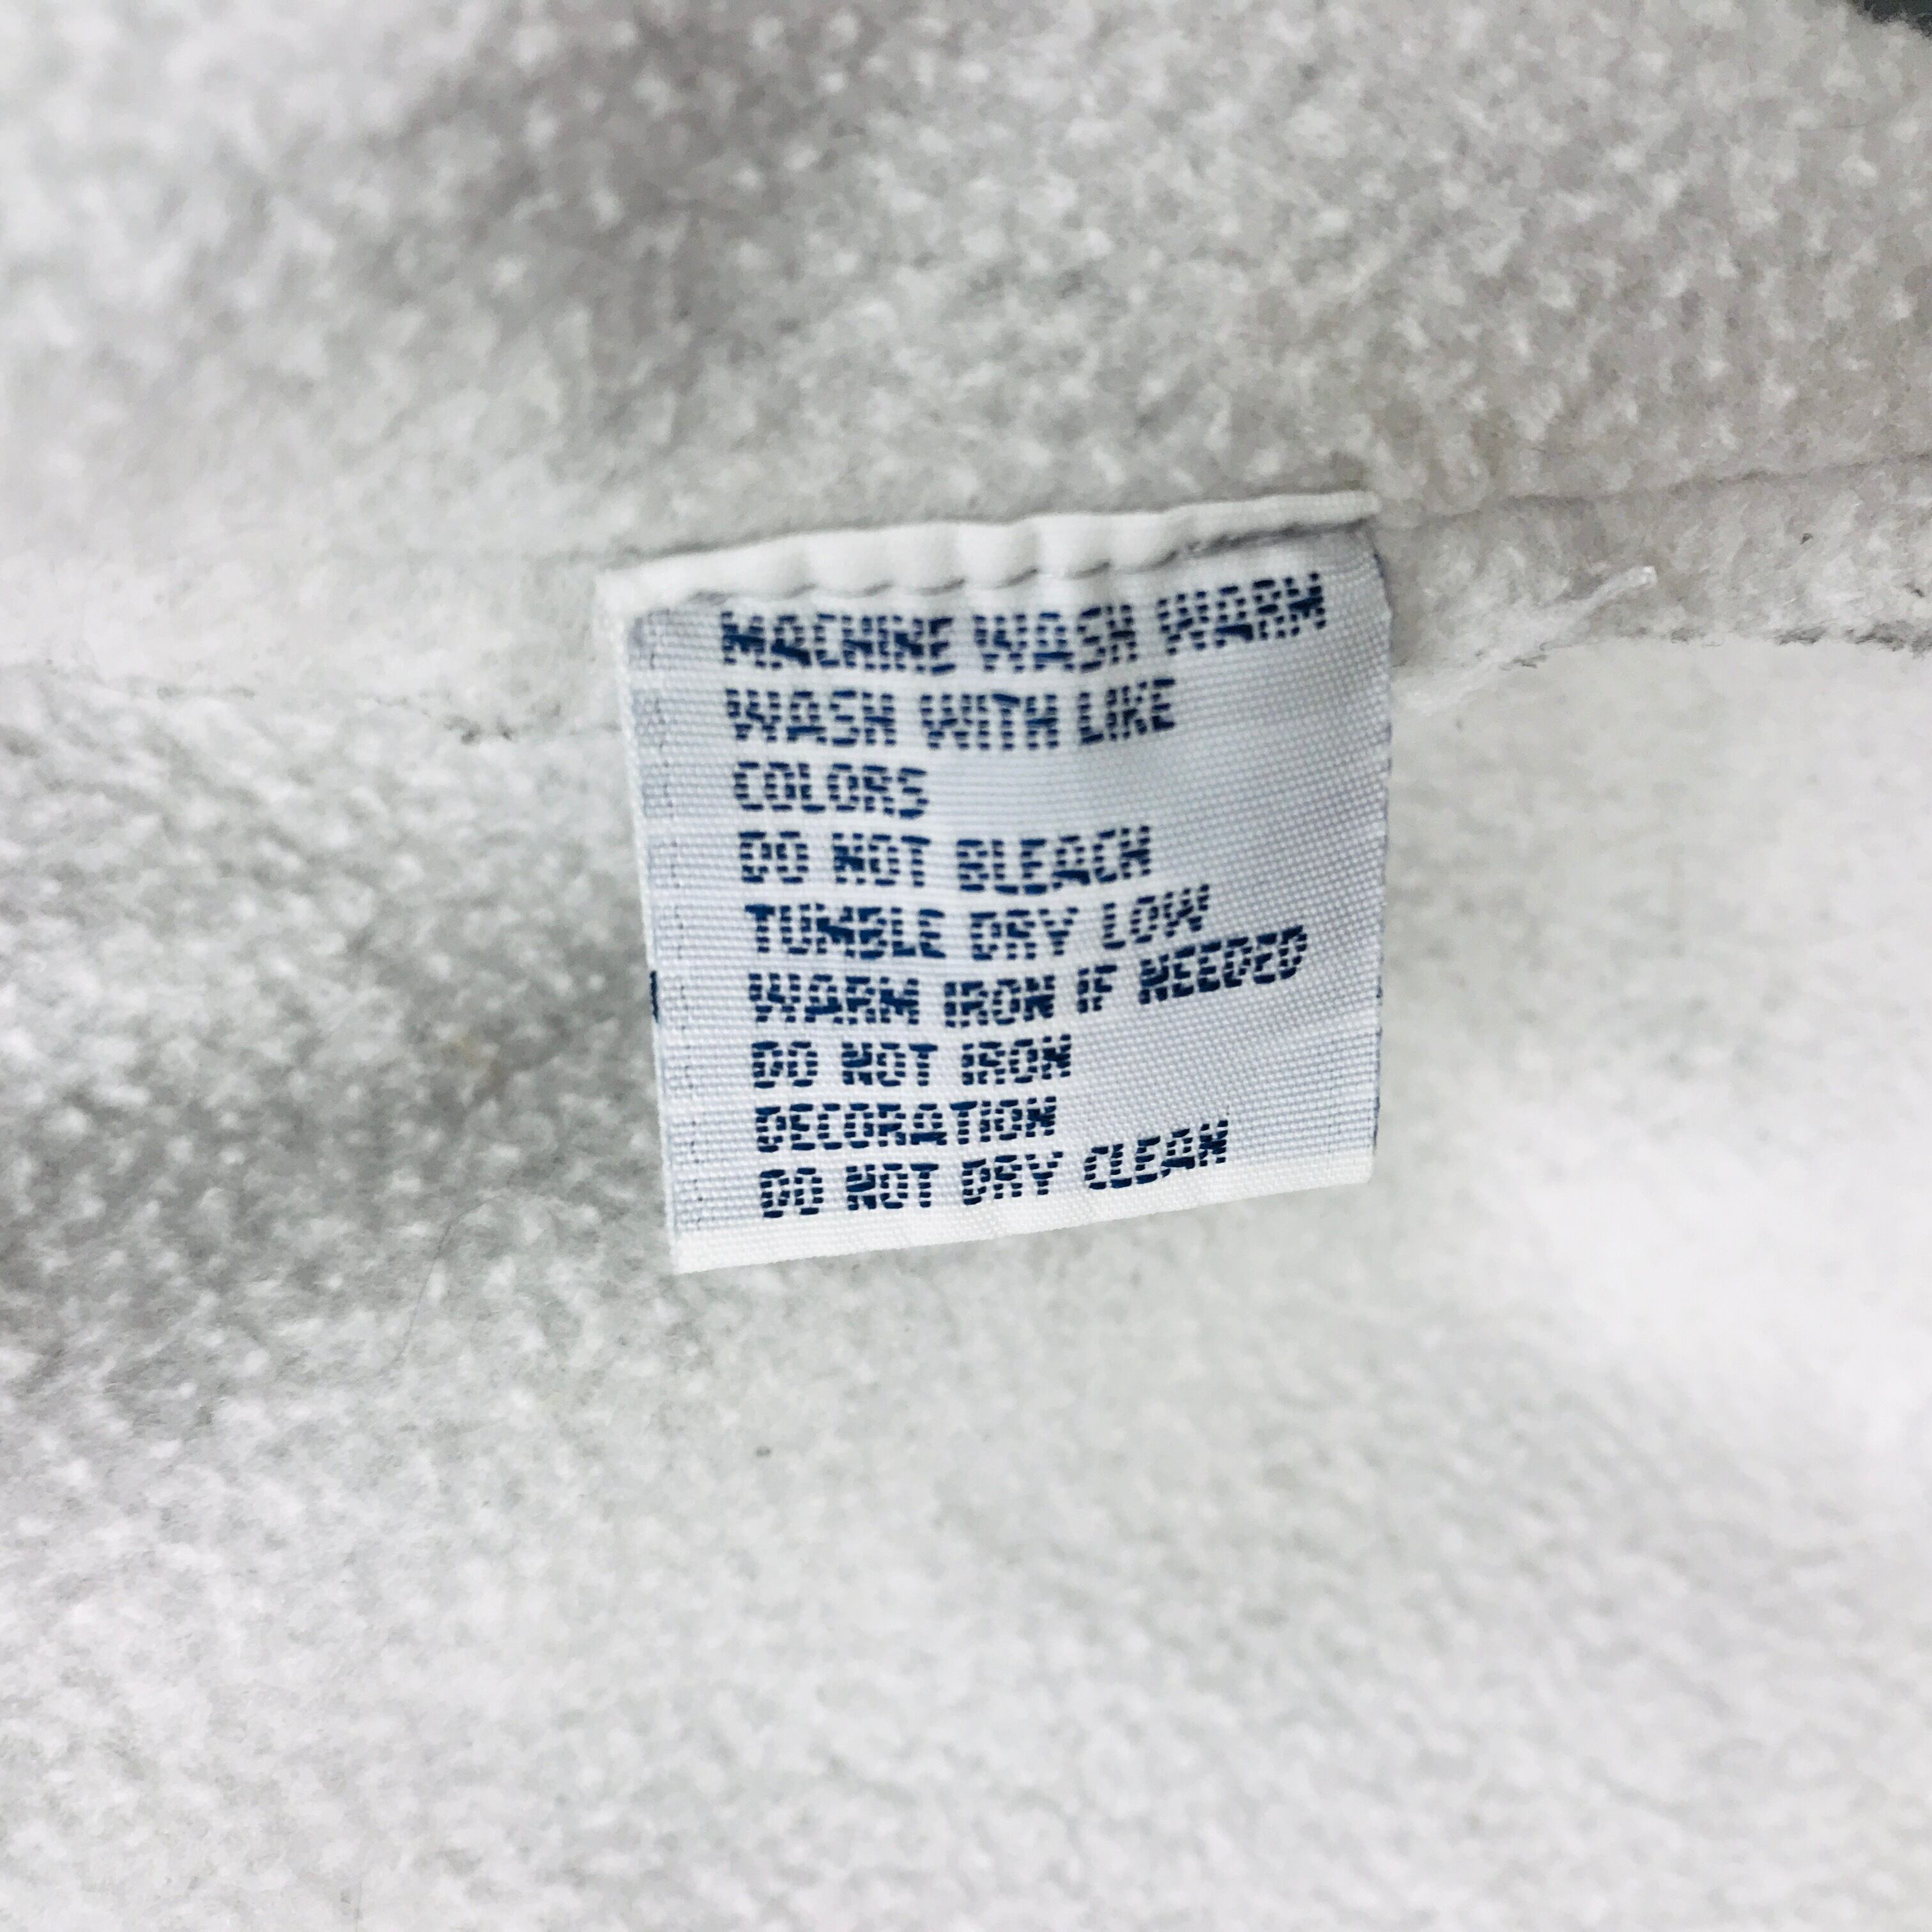 MACHINE WASH WARM
WASH WITH LIKE
COLORS
DO NOT BLEACH
TUMBLE DRY LOW
WARM IRON IF NEEDED
DO NOT IRON
DECORATION
DO NOT DRY CLEAN